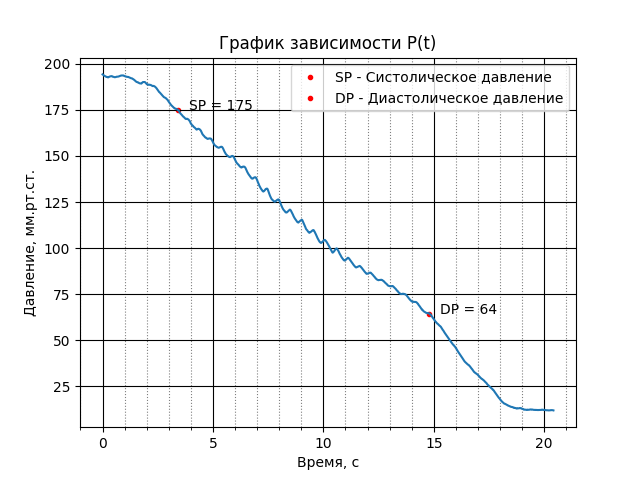 График зависимости P(t)
SP - Систолическое давление
DP - Диастолическое давление
SP = 175
DP = 64
Давление, мм.рт.ст.
200
175
150
125
100
75
50
25
0 5 10 15 20
Время, с